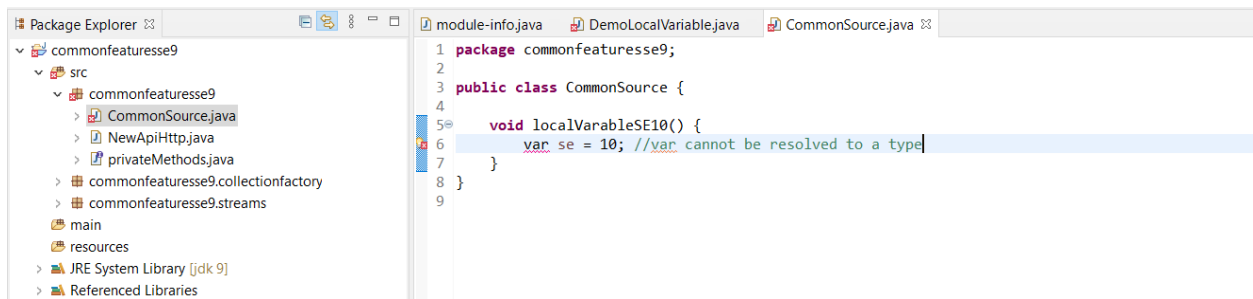 Package Explorer
module-info.java DemoLocalVariable.java CommonSource.java
commonfeaturesse9
src
commonfeaturesse9
CommonSource.java
NewApiHttp.java
privateMethods.java
commonfeaturesse9.collectionfactory
commonfeaturesse9.streams
main
resources
JRE System Library [jdk 9]
Referenced Libraries
1 package commonfeaturesse9;
2
3 public class CommonSource {
4
5 void localVarableSE10() {
6 var se = 10; //var cannot be resolved to a type
7 }
8 }
9